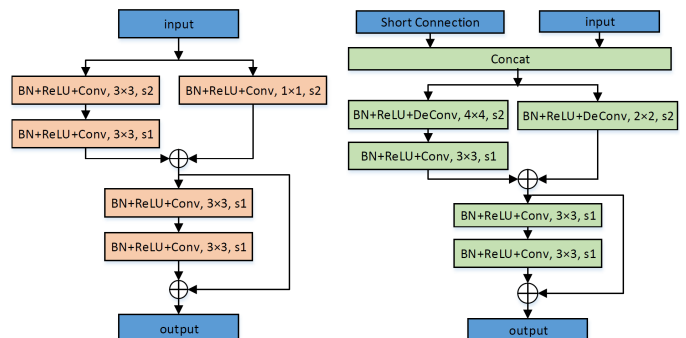 input
BN+ReLU+Conv, 3×3, s2
BN+ReLU+Conv, 1×1, s2
BN+ReLU+Conv, 3×3, s1
BN+ReLU+Conv, 3×3, s1
BN+ReLU+Conv, 3×3, s1
output
Short Connection
input
Concat
BN+ReLU+DeConv, 4×4, s2
BN+ReLU+DeConv, 2×2, s2
BN+ReLU+Conv, 3×3, s1
BN+ReLU+Conv, 3×3, s1
BN+ReLU+Conv, 3×3, s1
output